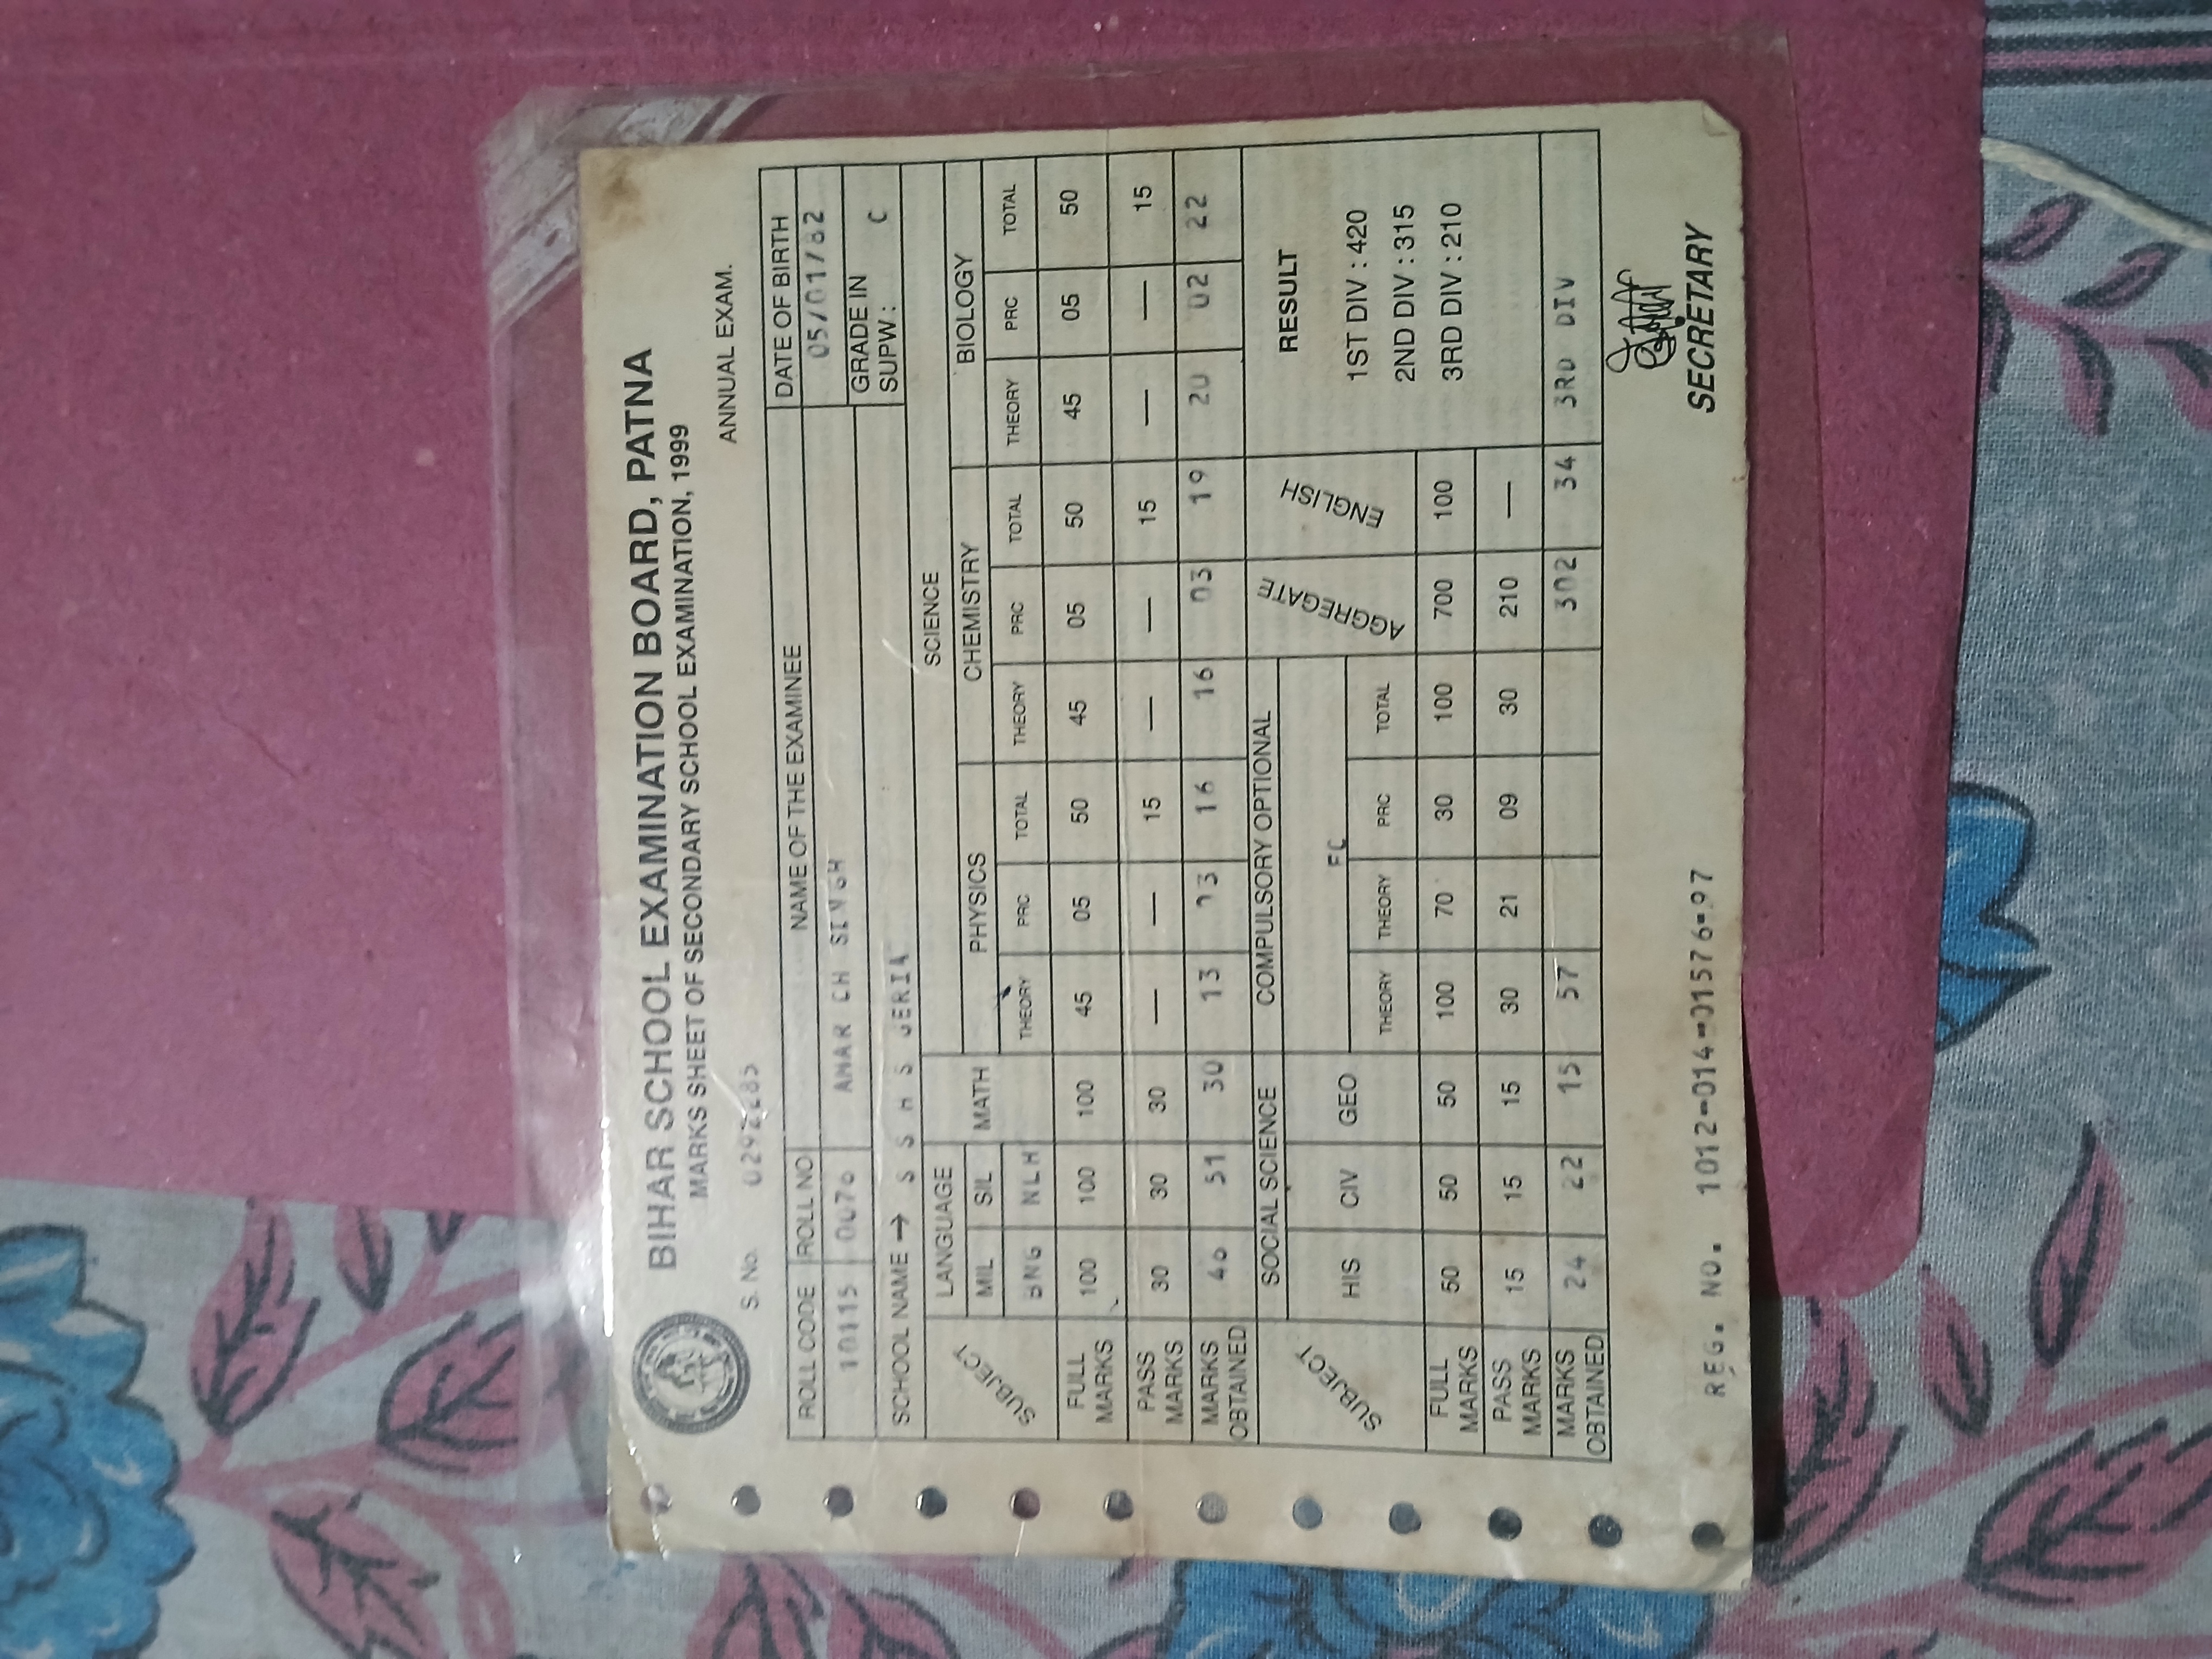 BIHAR SCHOOL EXAMINATION BOARD, PATNA
MARKS SHEET OF SECONDARY SCHOOL EXAMINATION, 1999
S. No. ANNUAL EXAM.
ROLL CODE ROLL NO NAME OF THE EXAMINEE DATE OF BIRTH
10115 AMAR CH SINGH 05/01/82
SCHOOL NAME → S S H S JERIA GRADE IN SUPW : C
SUBJECT LANGUAGE MATH SCIENCE
MIL SIL PHYSICS CHEMISTRY BIOLOGY
BNG NLH THEORY PRC TOTAL THEORY PRC TOTAL THEORY PRC TOTAL
FULL MARKS 100 100 100 45 05 50 45 05 50 45 05 50
PASS MARKS 30 30 30 — — 15 — — 15 — — 15
MARKS OBTAINED 51 30 13 03 16 16 03 19 20 02 22
SUBJECT SOCIAL SCIENCE COMPULSORY OPTIONAL AGGREGATE ENGLISH RESULT
HIS CIV GEO EC
THEORY THEORY PRC TOTAL
FULL MARKS 50 50 50 100 70 30 100 700 100 1ST DIV : 420
2ND DIV : 315
PASS MARKS 15 15 15 30 21 09 30 210 — 3RD DIV : 210
MARKS OBTAINED 24 22 15 57 302 34 3RD DIV
REG. NO. 1012-014-01576-97
SECRETARY